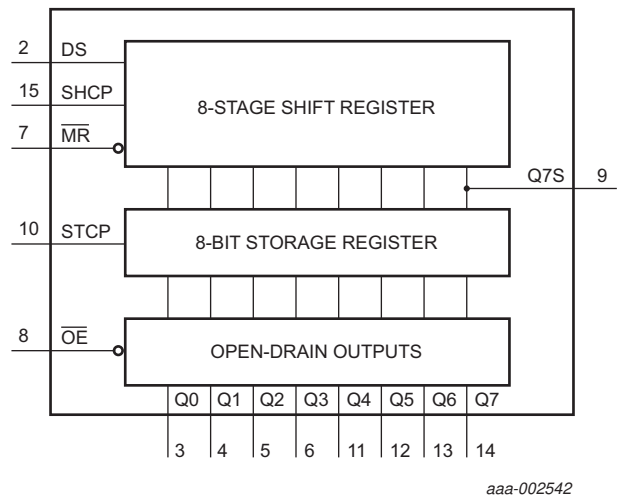 2 DS
15 SHCP
8-STAGE SHIFT REGISTER
7 MR
Q7S 9
10 STCP
8-BIT STORAGE REGISTER
8 OE
OPEN-DRAIN OUTPUTS
Q0 Q1 Q2 Q3 Q4 Q5 Q6 Q7
3 4 5 6 11 12 13 14
aaa-002542